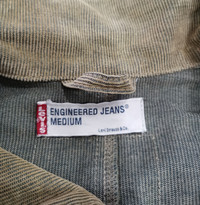 LEVI'S
ENGINEERED JEANS®
MEDIUM
Levi Strauss & Co.